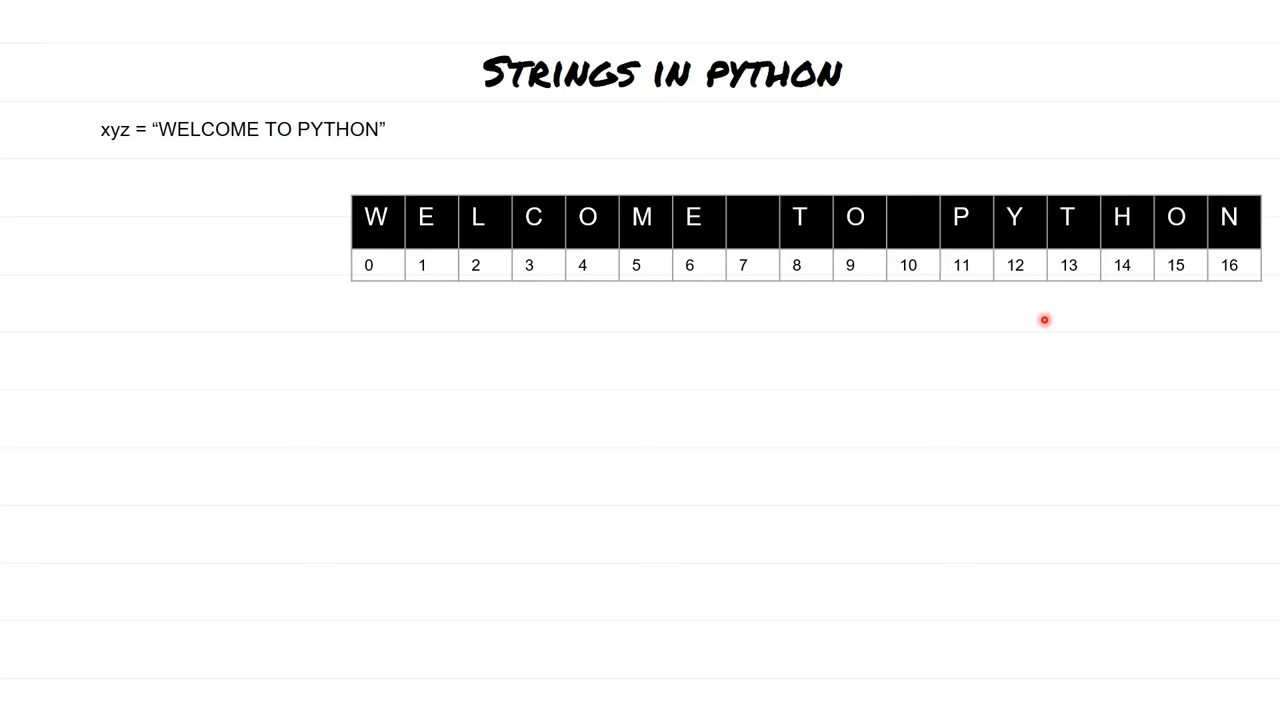 STRINGS IN PYTHON
xyz = “WELCOME TO PYTHON”
W E L C O M E T O P Y T H O N
0 1 2 3 4 5 6 7 8 9 10 11 12 13 14 15 16